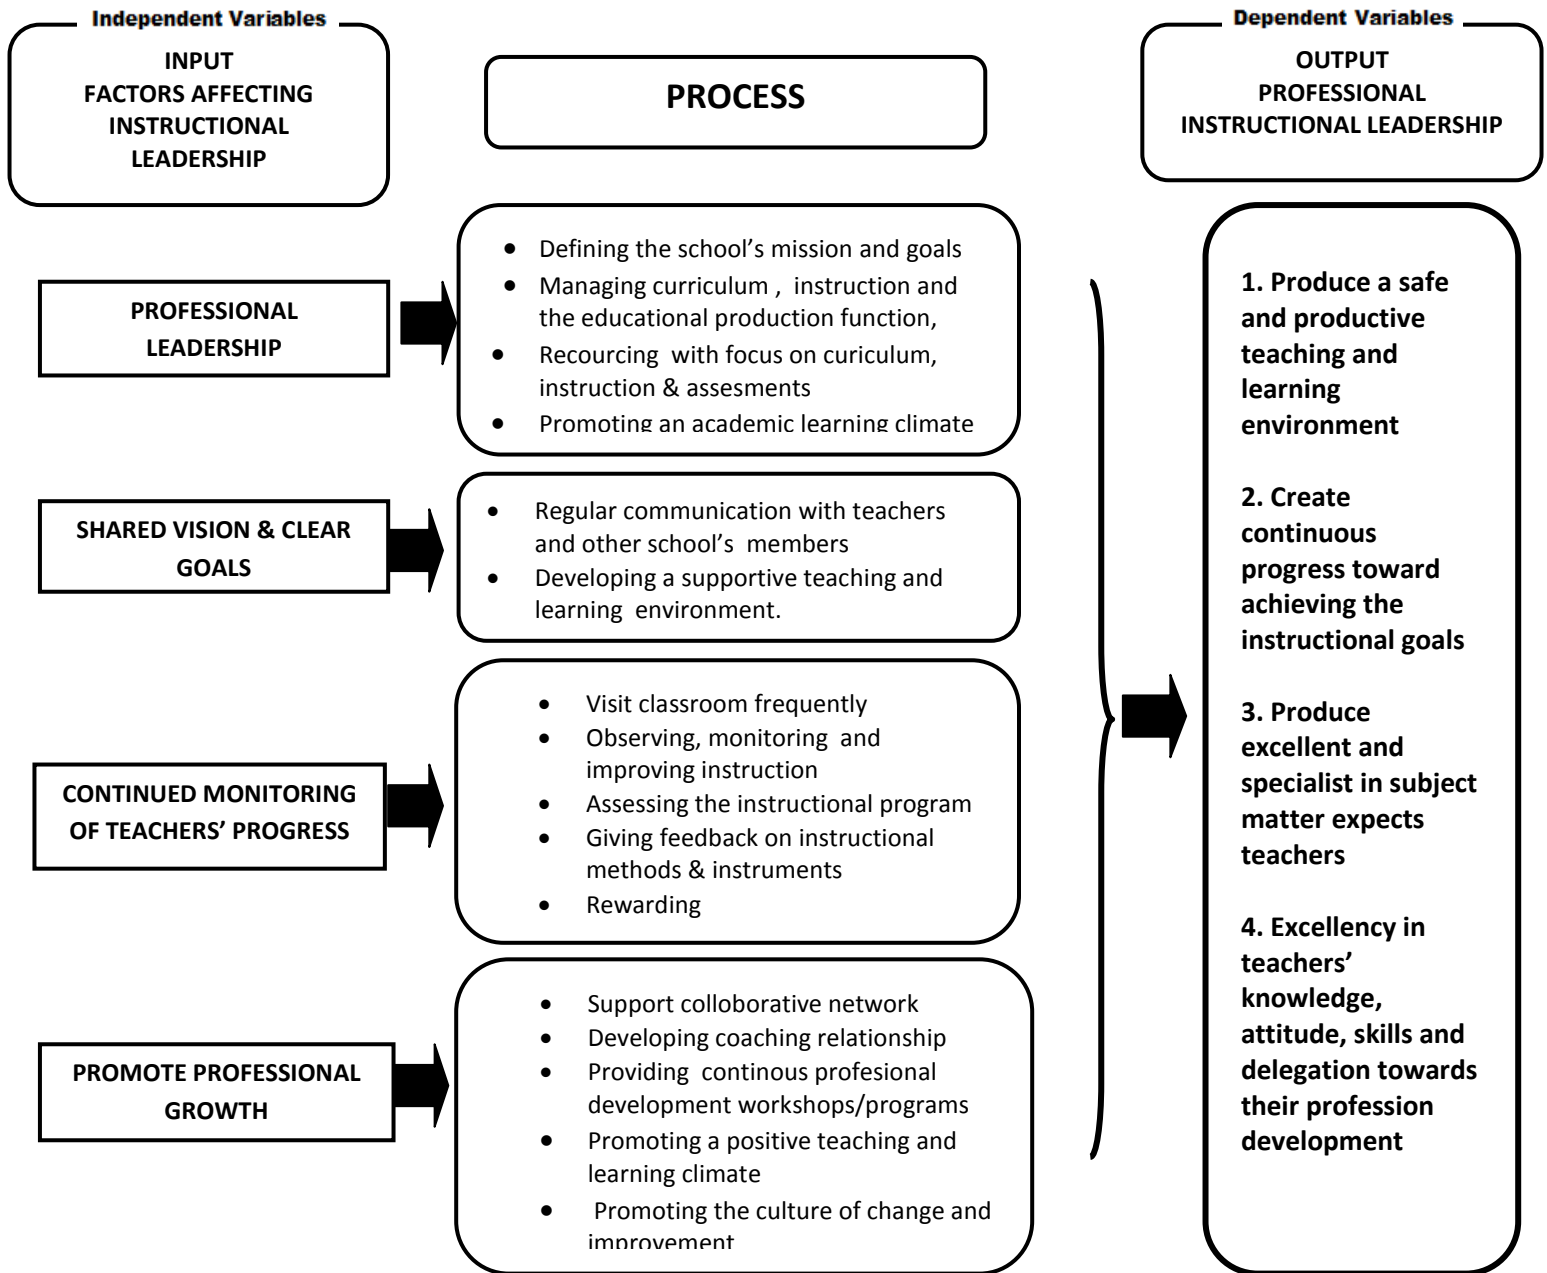 Independent Variables
INPUT
FACTORS AFFECTING
INSTRUCTIONAL
LEADERSHIP
PROCESS
Dependent Variables
OUTPUT
PROFESSIONAL
INSTRUCTIONAL LEADERSHIP
PROFESSIONAL
LEADERSHIP
• Defining the school’s mission and goals
• Managing curriculum , instruction and
the educational production function,
• Recourcing with focus on curiculum,
instruction & assesments
• Promoting an academic learning climate
SHARED VISION & CLEAR
GOALS
• Regular communication with teachers
and other school’s members
• Developing a supportive teaching and
learning environment.
CONTINUED MONITORING
OF TEACHERS’ PROGRESS
• Visit classroom frequently
• Observing, monitoring and
improving instruction
• Assessing the instructional program
• Giving feedback on instructional
methods & instruments
• Rewarding
PROMOTE PROFESSIONAL
GROWTH
• Support colloborative network
• Developing coaching relationship
• Providing continous profesional
development workshops/programs
• Promoting a positive teaching and
learning climate
• Promoting the culture of change and
improvement
1. Produce a safe
and productive
teaching and
learning
environment
2. Create
continuous
progress toward
achieving the
instructional goals
3. Produce
excellent and
specialist in subject
matter expects
teachers
4. Excellency in
teachers’
knowledge,
attitude, skills and
delegation towards
their profession
development